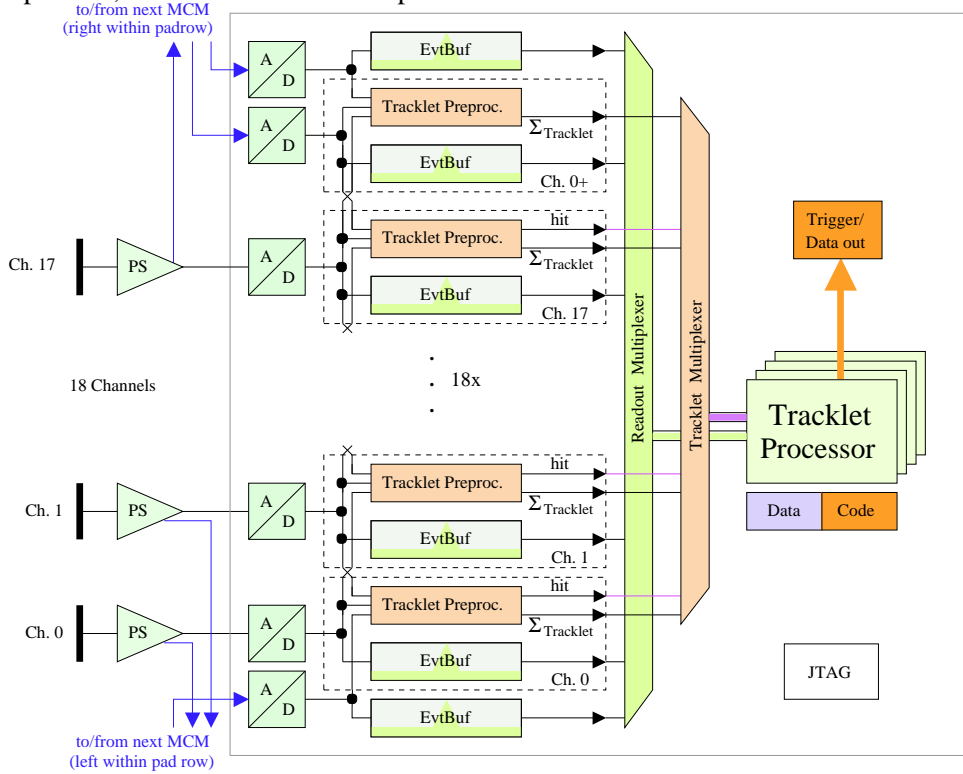 to/from next MCM
(right within padrow)
A
D
EvtBuf
A
D
Tracklet Preproc.
ΣTracklet
EvtBuf
Ch. 0+
Ch. 17
PS
A
D
hit
Tracklet Preproc.
ΣTracklet
EvtBuf
Ch. 17
18 Channels
. . .
18x
Readout Multiplexer
Tracklet Multiplexer
Trigger/
Data out
Tracklet
Processor
Data
Code
Ch. 1
PS
A
D
hit
Tracklet Preproc.
ΣTracklet
EvtBuf
Ch. 1
Ch. 0
PS
A
D
hit
Tracklet Preproc.
ΣTracklet
EvtBuf
Ch. 0
A
D
EvtBuf
JTAG
to/from next MCM
(left within pad row)